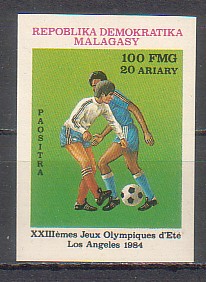 REPOBLIKA DEMOKRATIKA
MALAGASY
100 FMG
20 ARIARY
PAOSITRA
XXIIIèmes Jeux Olympiques d'Eté
Los Angeles 1984